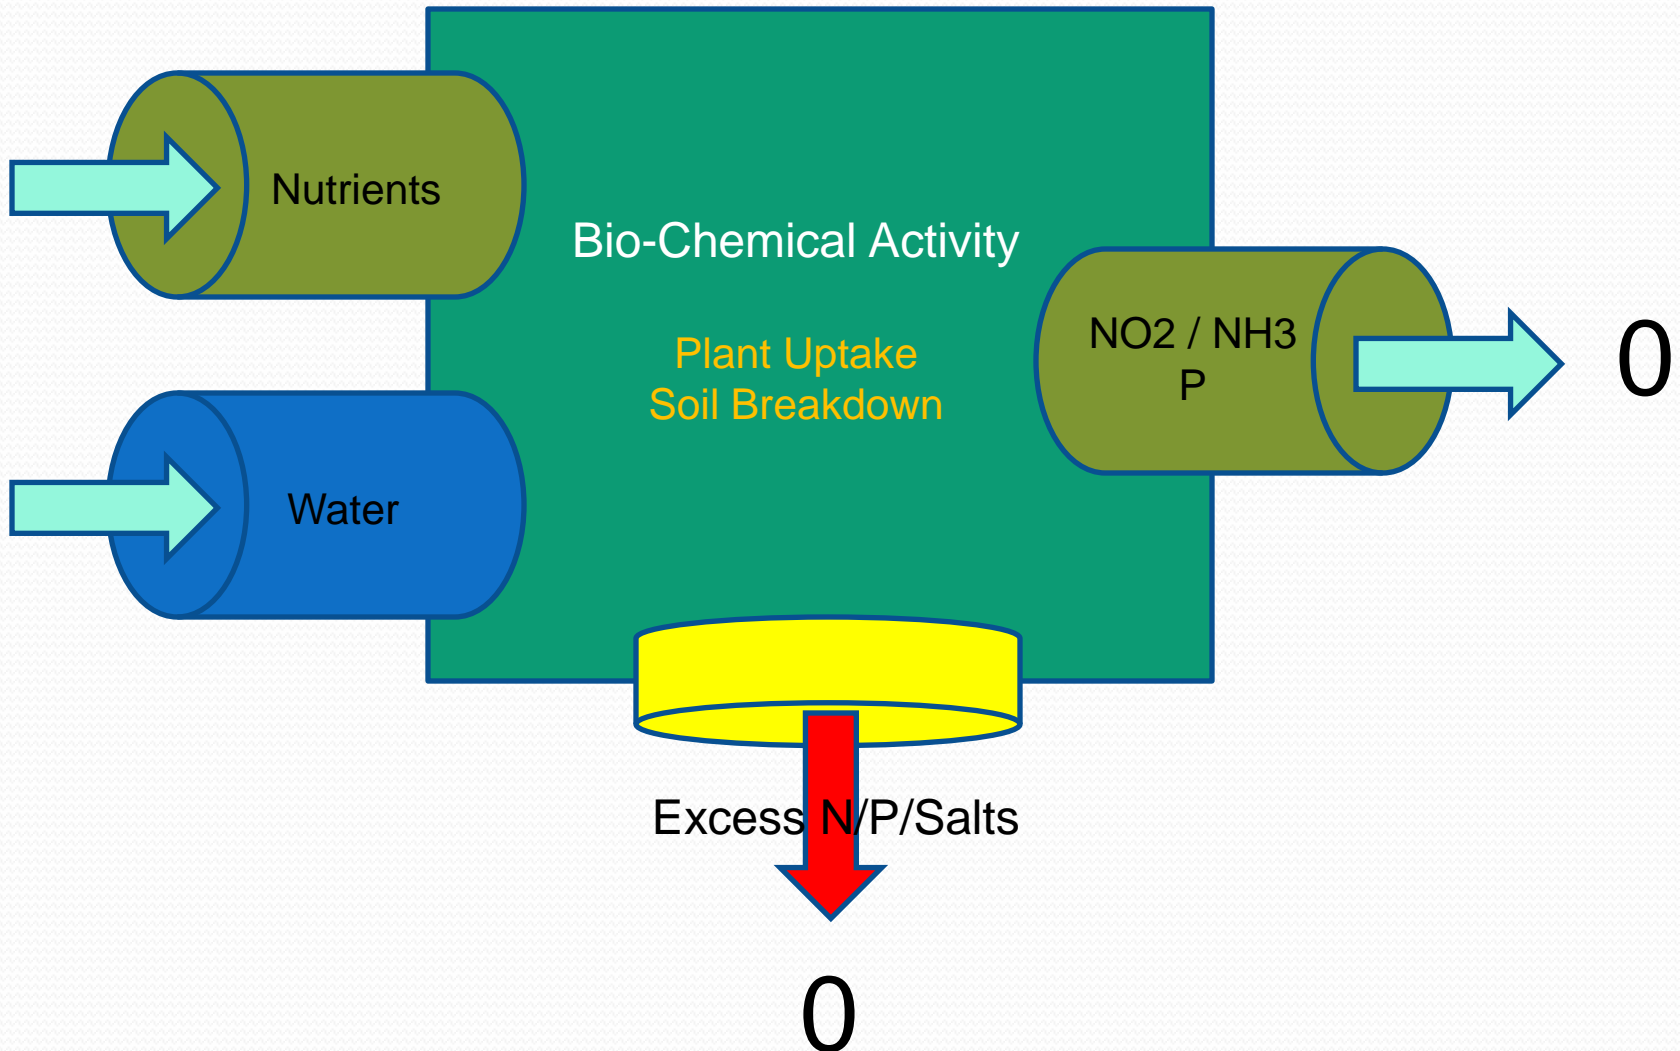 Nutrients
Bio-Chemical Activity
Plant Uptake
Soil Breakdown
NO2 / NH3
P
0
Water
Excess N/P/Salts
0